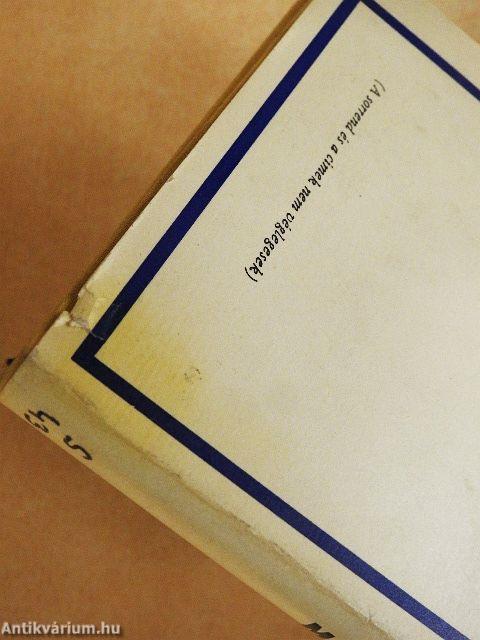 (A sorrend és a címek nem véglegesek)
Antikvárium.hu